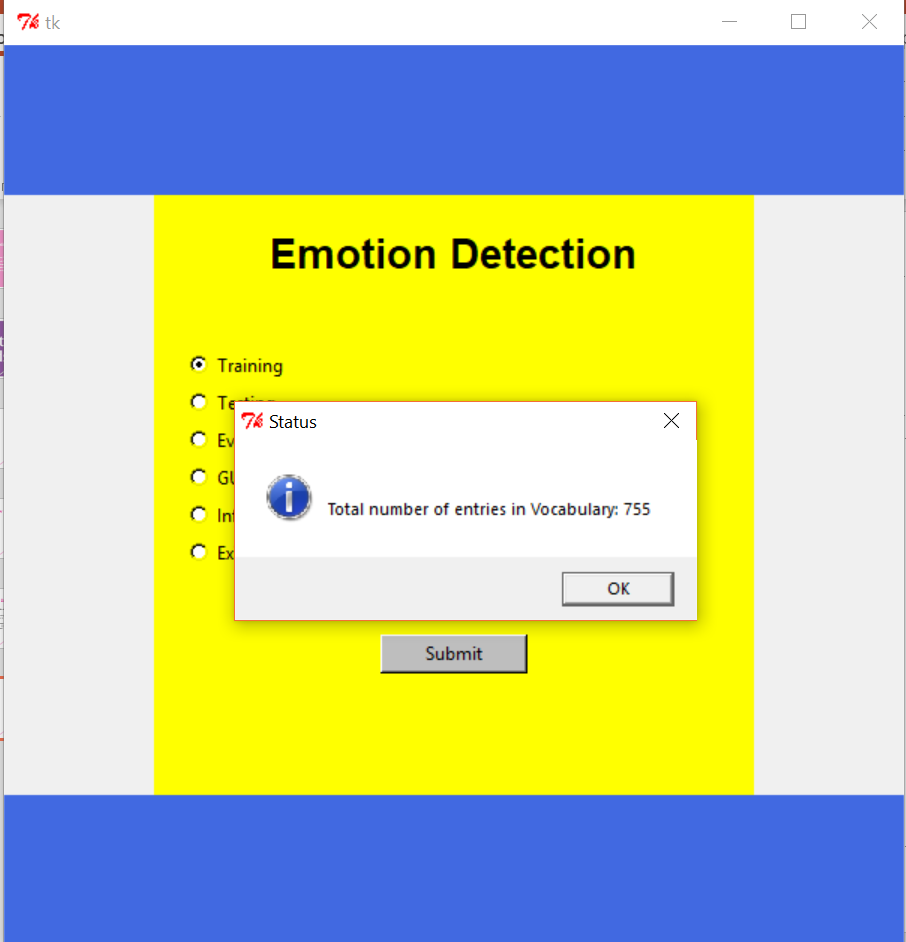 tk
Emotion Detection
Training
Status
Total number of entries in Vocabulary: 755
OK
Submit